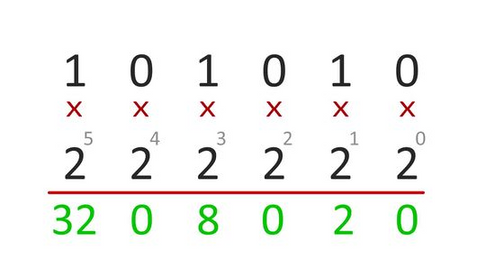 1 0 1 0 1 0
x x x x x x
2⁵ 2⁴ 2³ 2² 2¹ 2⁰
32 0 8 0 2 0